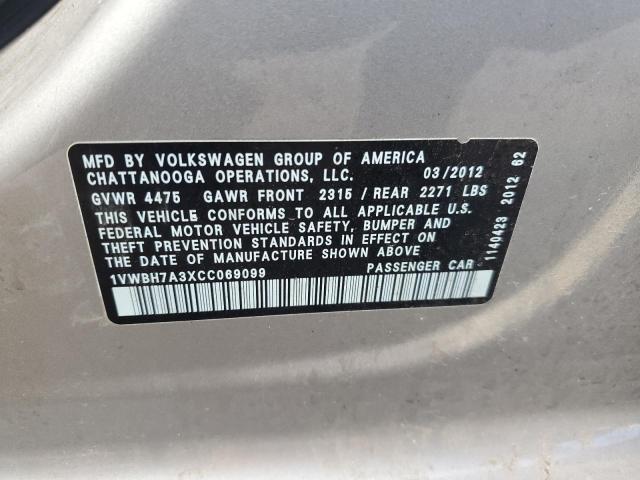 MFD BY VOLKSWAGEN GROUP OF AMERICA
CHATTANOOGA OPERATIONS, LLC. 03/2012
GVWR 4475 GAWR FRONT 2315 / REAR 2271 LBS
THIS VEHICLE CONFORMS TO ALL APPLICABLE U.S.
FEDERAL MOTOR VEHICLE SAFETY, BUMPER AND
THEFT PREVENTION STANDARDS IN EFFECT ON
THE DATE OF MANUFACTURE SHOWN ABOVE.
1VWBH7A3XCC069099 PASSENGER CAR
1140423 2012 62